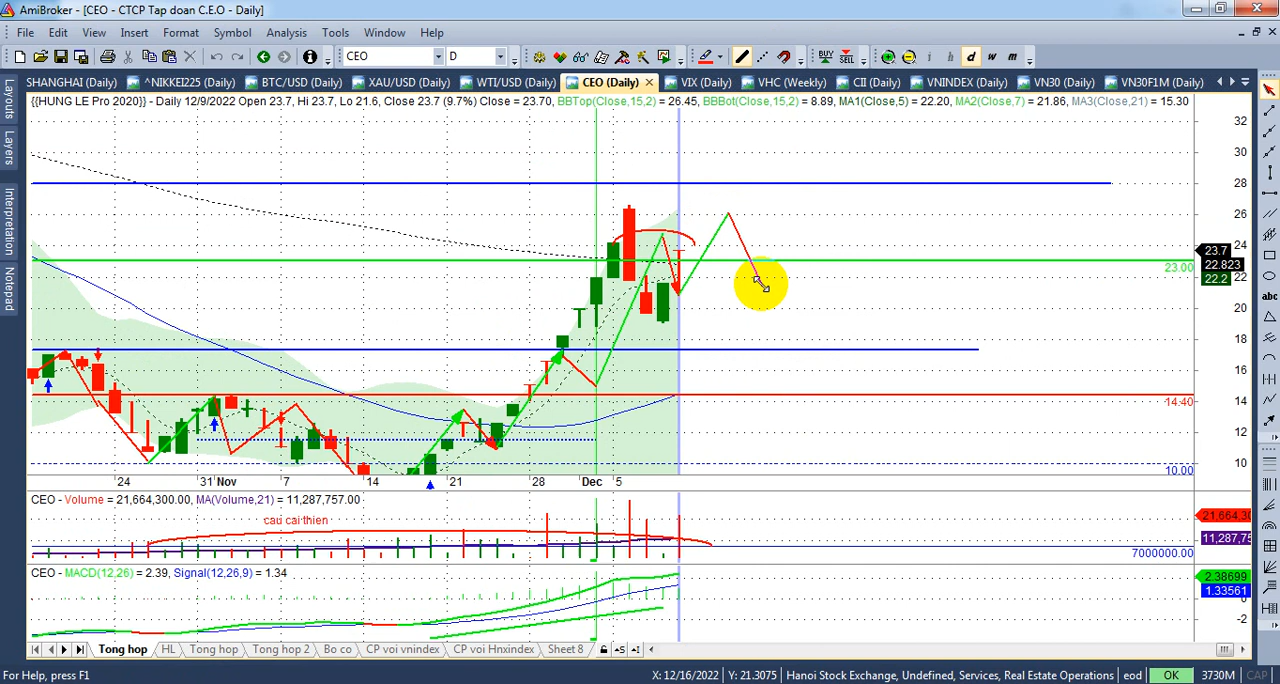 AmiBroker - [CEO - CTCP Tap doan C.E.O - Daily]
File Edit View Insert Format Symbol Analysis Tools Window Help
CEO D BUY SELL i h d w m
SHANGHAI (Daily) ^NIKKEI225 (Daily) BTC/USD (Daily) XAU/USD (Daily) WTI/USD (Daily) CEO (Daily) VIX (Daily) VHC (Weekly) CII (Daily) VNINDEX (Daily) VN30 (Daily) VN30F1M (Daily)
Layouts
Layers
Interpretation
Notepad
{{HUNG LE Pro 2020}} - Daily 12/9/2022 Open 23.7, Hi 23.7, Lo 21.6, Close 23.7 (9.7%) Close = 23.70, BBTop(Close,15,2) = 26.45, BBBot(Close,15,2) = 8.89, MA1(Close,5) = 22.20, MA2(Close,7) = 21.86, MA3(Close,21) = 15.30
32
30
28
26
24
23.7
22.823
23.00
22.2
22
20
18
16
14.40
14
12
10.00
10
24 31 Nov 7 14 21 28 Dec 5
abc
CEO - Volume = 21,664,300.00, MA(Volume,21) = 11,287,757.00
cau cai thien
21,664,30
11,287,75
7000000.00
CEO - MACD(12,26) = 2.39, Signal(12,26,9) = 1.34
2.38699
1.33561
0
-2
Tong hop HL Tong hop Tong hop 2 Bo co CP voi vnindex CP voi Hnxindex Sheet 8
For Help, press F1 X: 12/16/2022 Y: 21.3075 Hanoi Stock Exchange, Undefined, Services, Real Estate Operations eod OK 3730M CAP